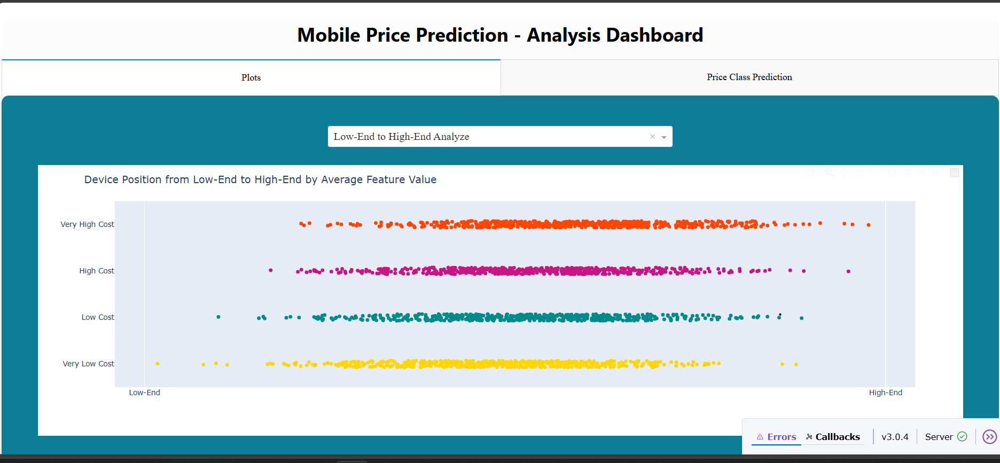 Mobile Price Prediction - Analysis Dashboard
Plots
Price Class Prediction
Low-End to High-End Analyze
Device Position from Low-End to High-End by Average Feature Value
Very High Cost
High Cost
Low Cost
Very Low Cost
Low-End
High-End
Errors
Callbacks
v3.0.4
Server